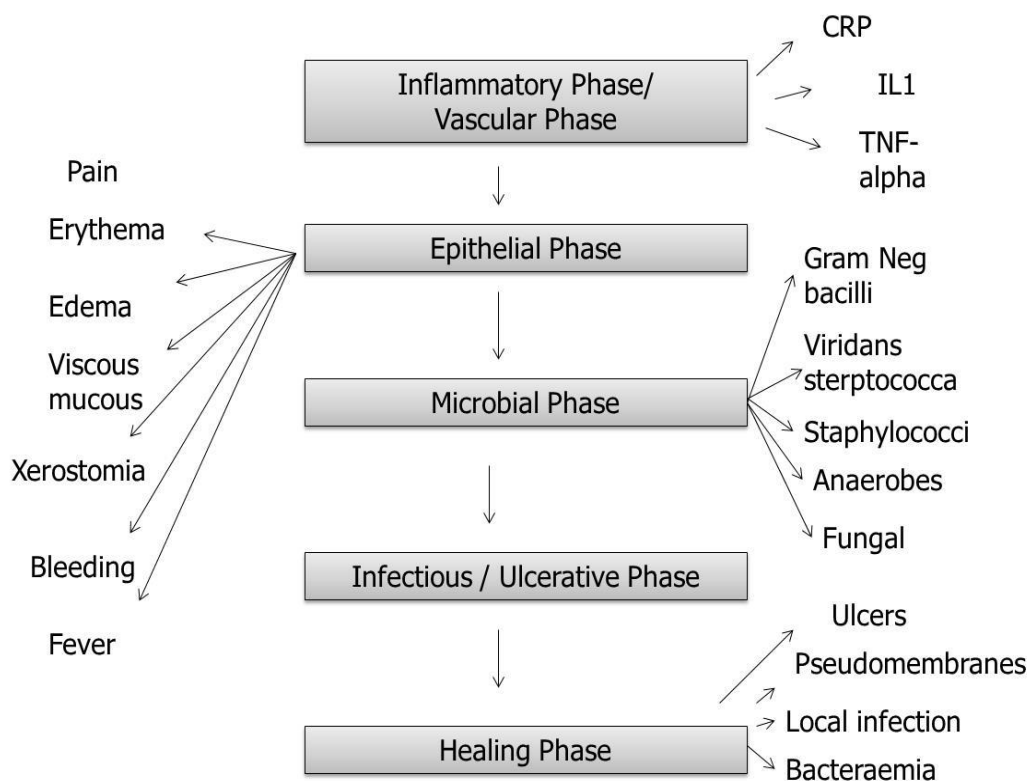 CRP
Inflammatory Phase/
Vascular Phase
IL1
TNF-
alpha
Pain
Erythema
Epithelial Phase
Edema
Viscous
mucous
Xerostomia
Bleeding
Fever
Gram Neg
bacilli
Viridans
sterptococca
Microbial Phase
Staphylococci
Anaerobes
Fungal
Infectious / Ulcerative Phase
Ulcers
Pseudomembranes
Local infection
Healing Phase
Bacteraemia